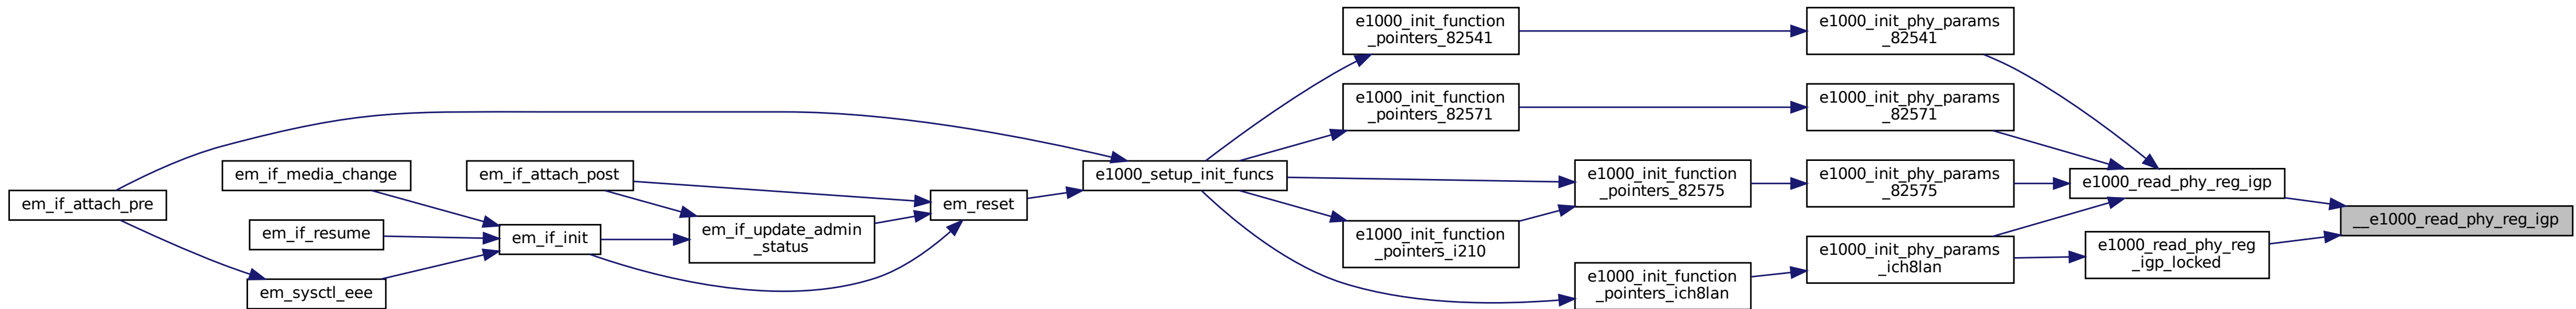 e1000_init_function
_pointers_82541
e1000_init_phy_params
_82541
e1000_init_function
_pointers_82571
e1000_init_phy_params
_82571
em_if_attach_pre
em_if_media_change
em_if_attach_post
e1000_setup_init_funcs
e1000_init_function
_pointers_82575
e1000_init_phy_params
_82575
e1000_read_phy_reg_igp
em_if_resume
em_if_init
em_if_update_admin
_status
em_reset
e1000_init_function
_pointers_i210
__e1000_read_phy_reg_igp
em_sysctl_eee
e1000_init_function
_pointers_ich8lan
e1000_init_phy_params
_ich8lan
e1000_read_phy_reg
_igp_locked